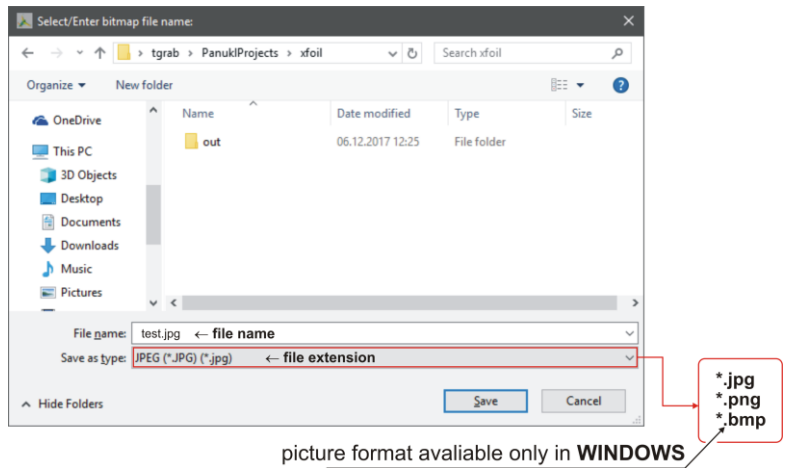 Select/Enter bitmap file name:
› tgrab › PanuklProjects › xfoil
Search xfoil
Organize
New folder
Name
Date modified
Type
Size
out
06.12.2017 12:25
File folder
OneDrive
This PC
3D Objects
Desktop
Documents
Downloads
Music
Pictures
File name: test.jpg ← file name
Save as type: JPEG (*.JPG) (*.jpg) ← file extension
Hide Folders
Save
Cancel
*.jpg
*.png
*.bmp
picture format avaliable only in WINDOWS